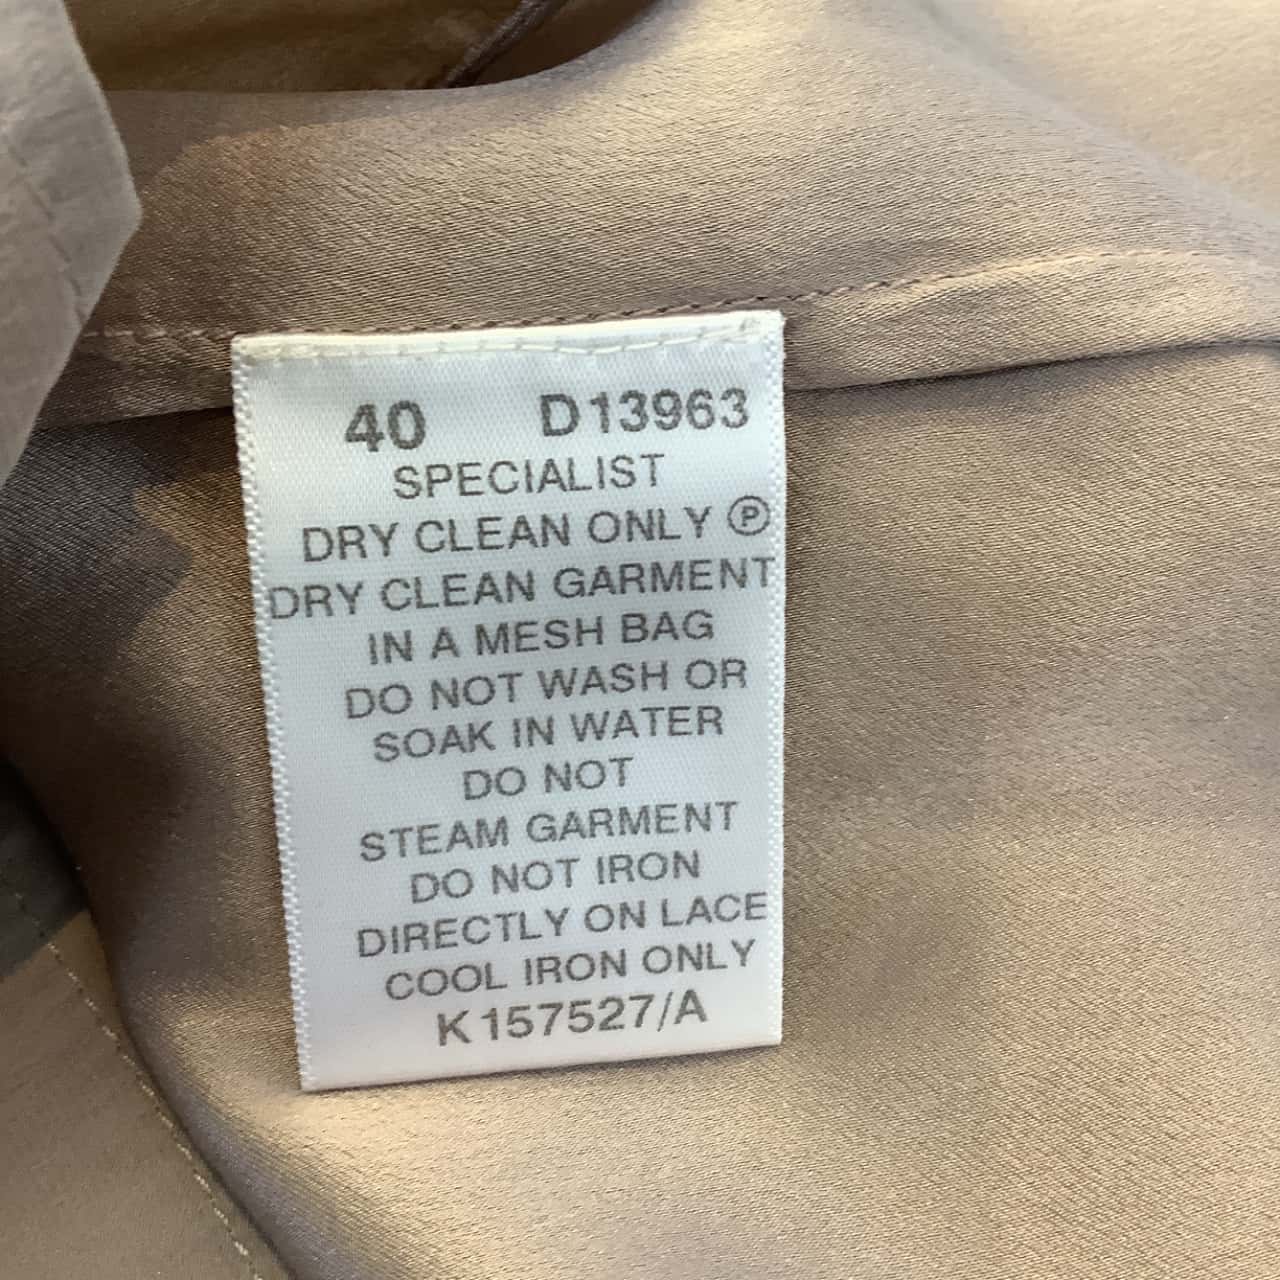 40 D13963
SPECIALIST
DRY CLEAN ONLY Ⓟ
DRY CLEAN GARMENT
IN A MESH BAG
DO NOT WASH OR
SOAK IN WATER
DO NOT
STEAM GARMENT
DO NOT IRON
DIRECTLY ON LACE
COOL IRON ONLY
K157527/A